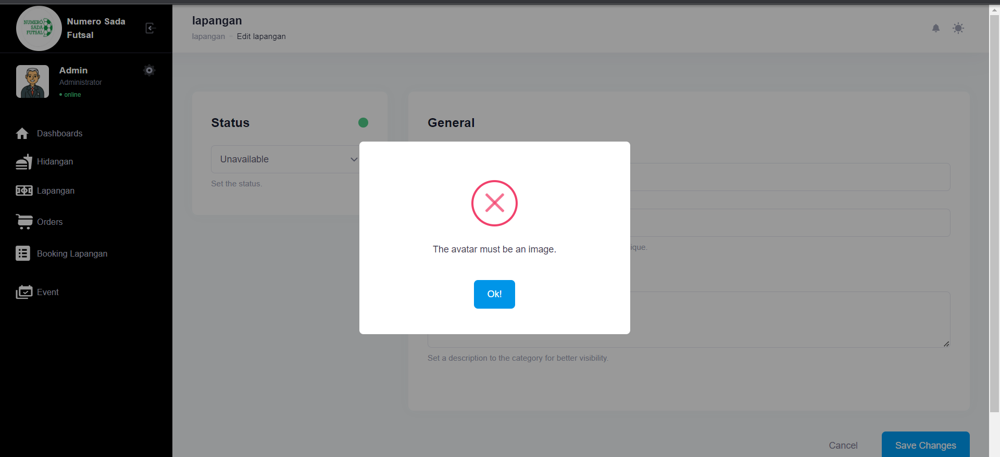 NUMERÓ
SADA
FUTSAL
Numero Sada
Futsal
Admin
Administrator
online
Dashboards
Hidangan
Lapangan
Orders
Booking Lapangan
Event
lapangan
lapangan - Edit lapangan
Status
Unavailable
Set the status.
General
ique.
Set a description to the category for better visibility.
The avatar must be an image.
Ok!
Cancel
Save Changes